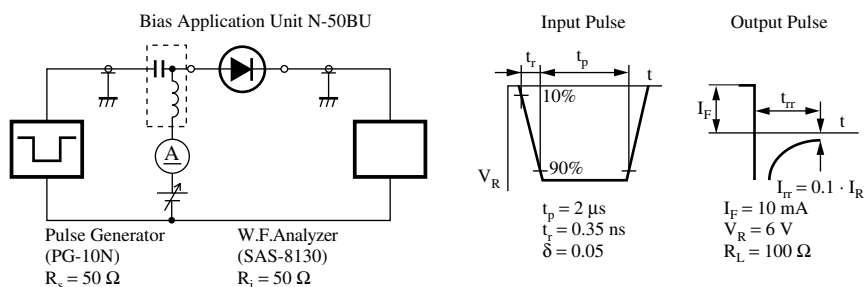 Bias Application Unit N-50BU
A
Pulse Generator
(PG-10N)
R_s = 50 Ω
W.F.Analyzer
(SAS-8130)
R_i = 50 Ω
Input Pulse
t_r
t_p
t
10%
90%
V_R
t_p = 2 μs
t_r = 0.35 ns
δ = 0.05
Output Pulse
I_F
t_rr
t
I_rr = 0.1 · I_R
I_F = 10 mA
V_R = 6 V
R_L = 100 Ω